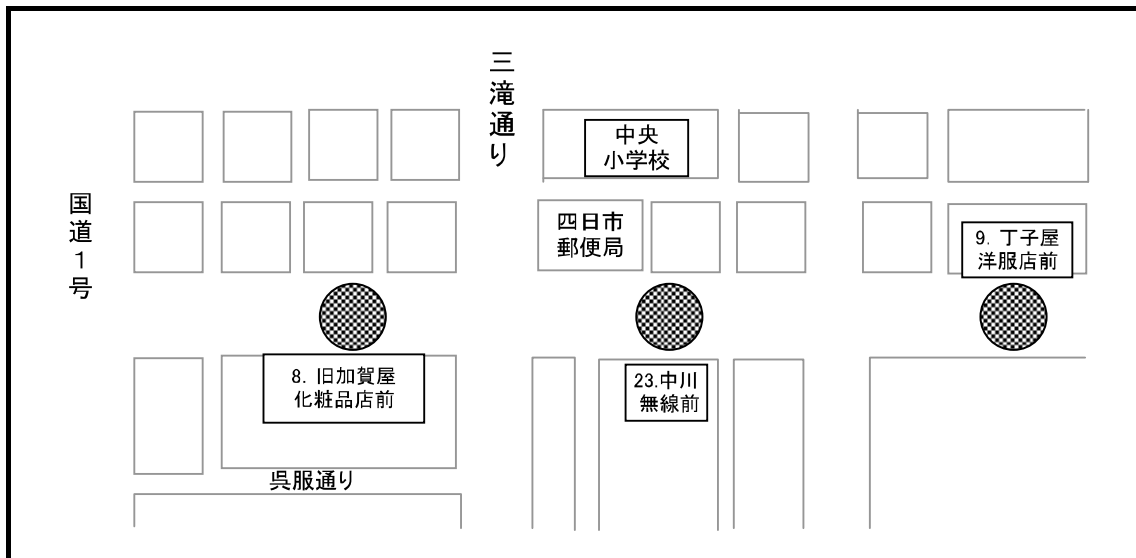 三滝通り
中央
小学校
国道1号
四日市
郵便局
9. 丁子屋
洋服店前
8. 旧加賀屋
化粧品店前
23.中川
無線前
呉服通り